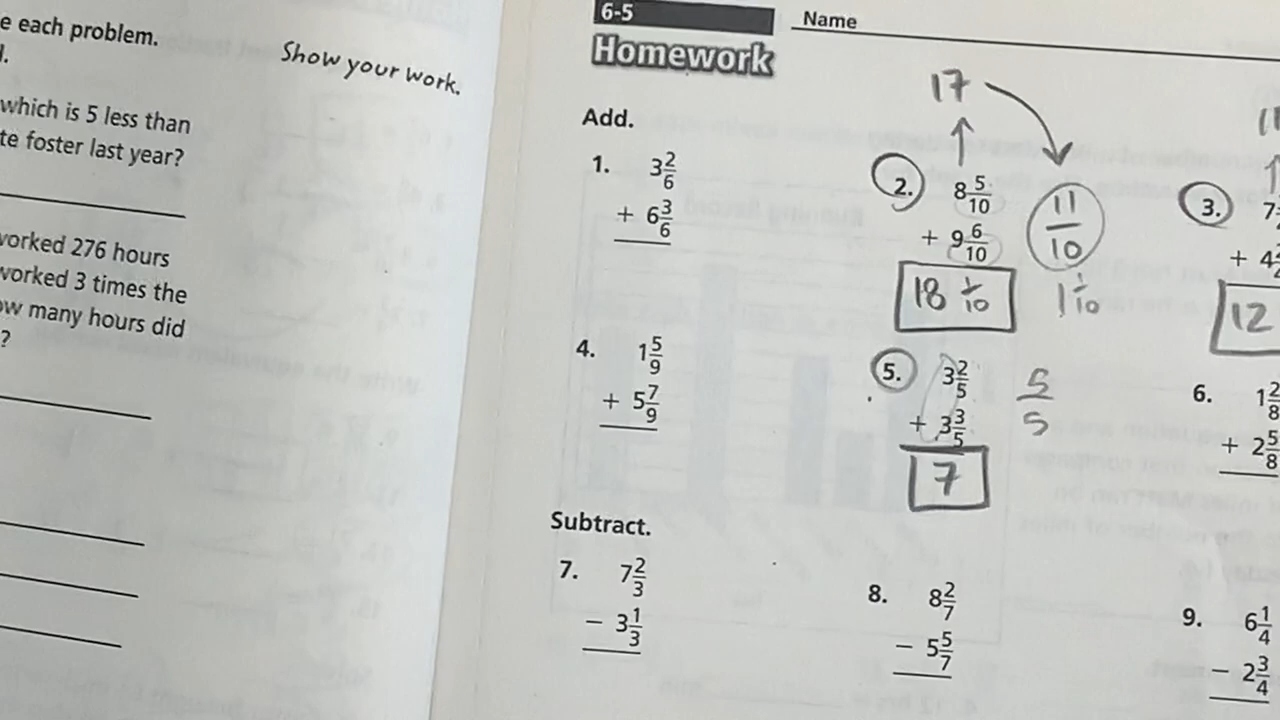 e each problem.
Show your work.
which is 5 less than
te foster last year?
worked 276 hours
worked 3 times the
ow many hours did
?
6-5
Name
Homework
Add.
17
1. 3 2/6
+ 6 3/6
2. 8 5/10
+ 9 6/10
18 1/10
11/10
1 1/10
3. 7
+ 4
12
4. 1 5/9
+ 5 7/9
5. 3 2/5
+ 3 3/5
7
5/5
6. 1 2/8
+ 2 5/8
Subtract.
7. 7 2/3
- 3 1/3
8. 8 2/7
- 5 5/7
9. 6 1/4
- 2 3/4